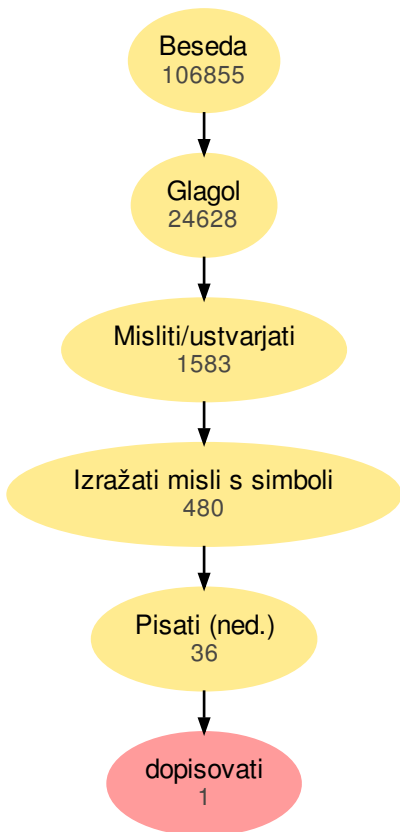 Beseda
106855
Glagol
24628
Misliti/ustvarjati
1583
Izražati misli s simboli
480
Pisati (ned.)
36
dopisovati
1